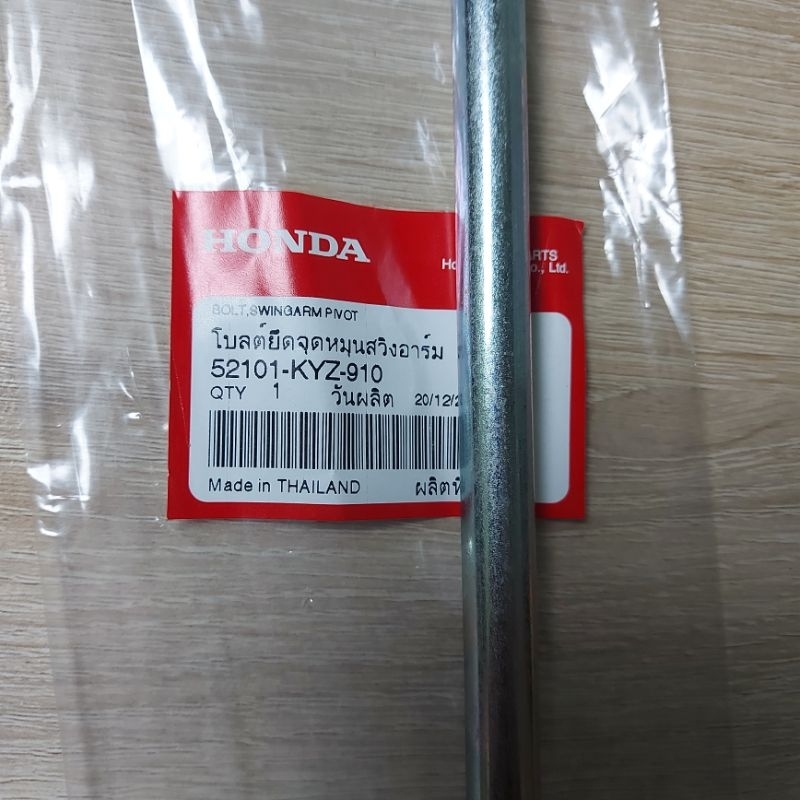 HONDA
ARTS
Ltd.
BOLT,SWINGARM PIVOT
โบลต์ยึดจุดหมุนสวิงอาร์ม
52101-KYZ-910
QTY 1 วันผลิต 20/12/2
Made in THAILAND ผลิตที่